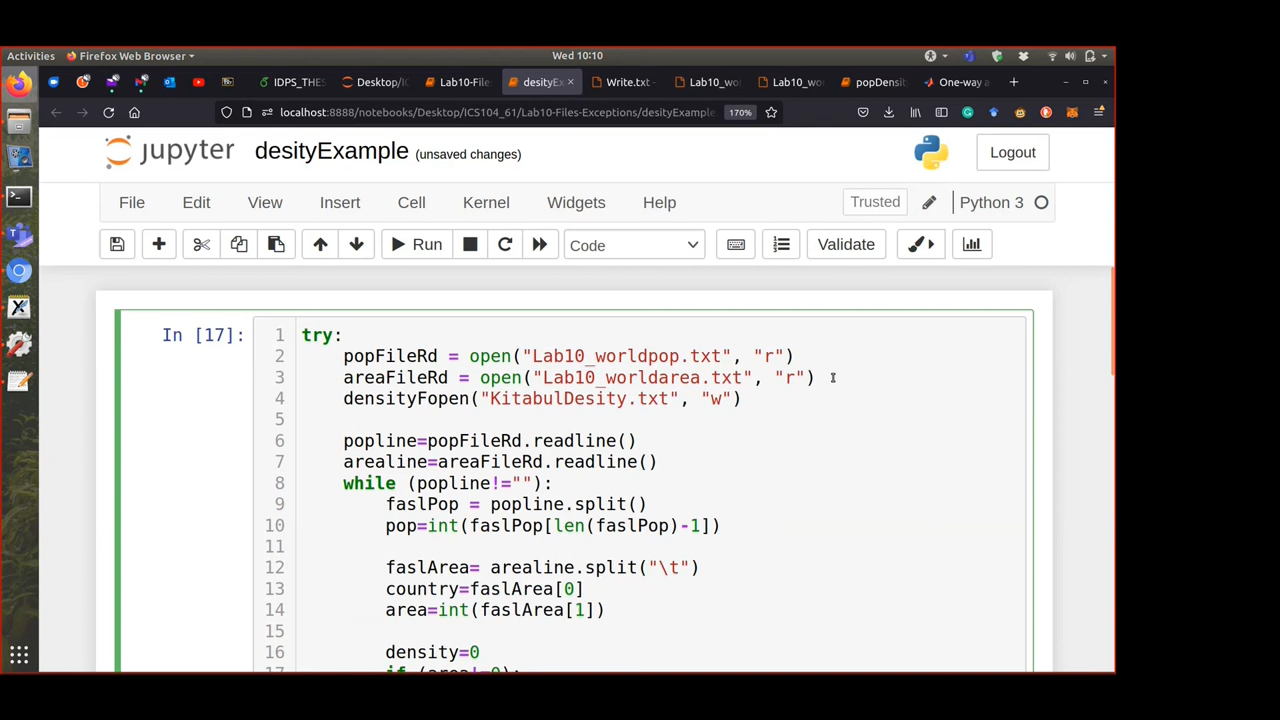 Activities Firefox Web Browser Wed 10:10
IDPS_THES Desktop/IC Lab10-File desityEx Write.txt - Lab10_wo Lab10_wo popDensit One-way a
localhost:8888/notebooks/Desktop/ICS104_61/Lab10-Files-Exceptions/desityExample 170%
jupyter desityExample (unsaved changes) Logout
File Edit View Insert Cell Kernel Widgets Help Trusted Python 3
Run Code Validate
In [17]:
1 try:
2 popFileRd = open("Lab10_worldpop.txt", "r")
3 areaFileRd = open("Lab10_worldarea.txt", "r")
4 densityFopen("KitabulDesity.txt", "w")
5
6 popline=popFileRd.readline()
7 arealine=areaFileRd.readline()
8 while (popline!=""):
9 faslPop = popline.split()
10 pop=int(faslPop[len(faslPop)-1])
11
12 faslArea= arealine.split("\t")
13 country=faslArea[0]
14 area=int(faslArea[1])
15
16 density=0
17 if (area!=0):